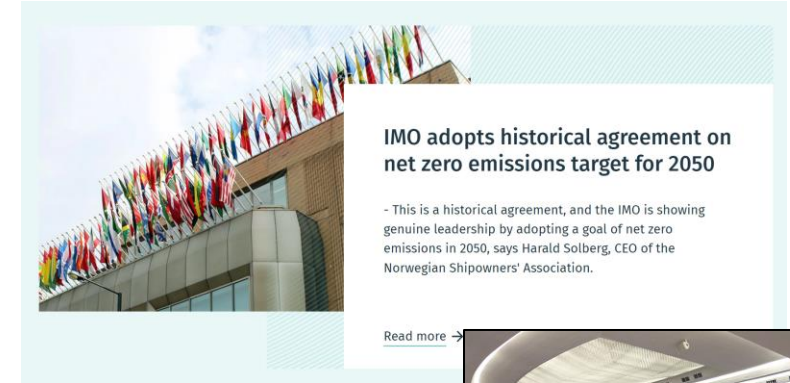 IMO adopts historical agreement on
net zero emissions target for 2050
- This is a historical agreement, and the IMO is showing
genuine leadership by adopting a goal of net zero
emissions in 2050, says Harald Solberg, CEO of the
Norwegian Shipowners' Association.
Read more →